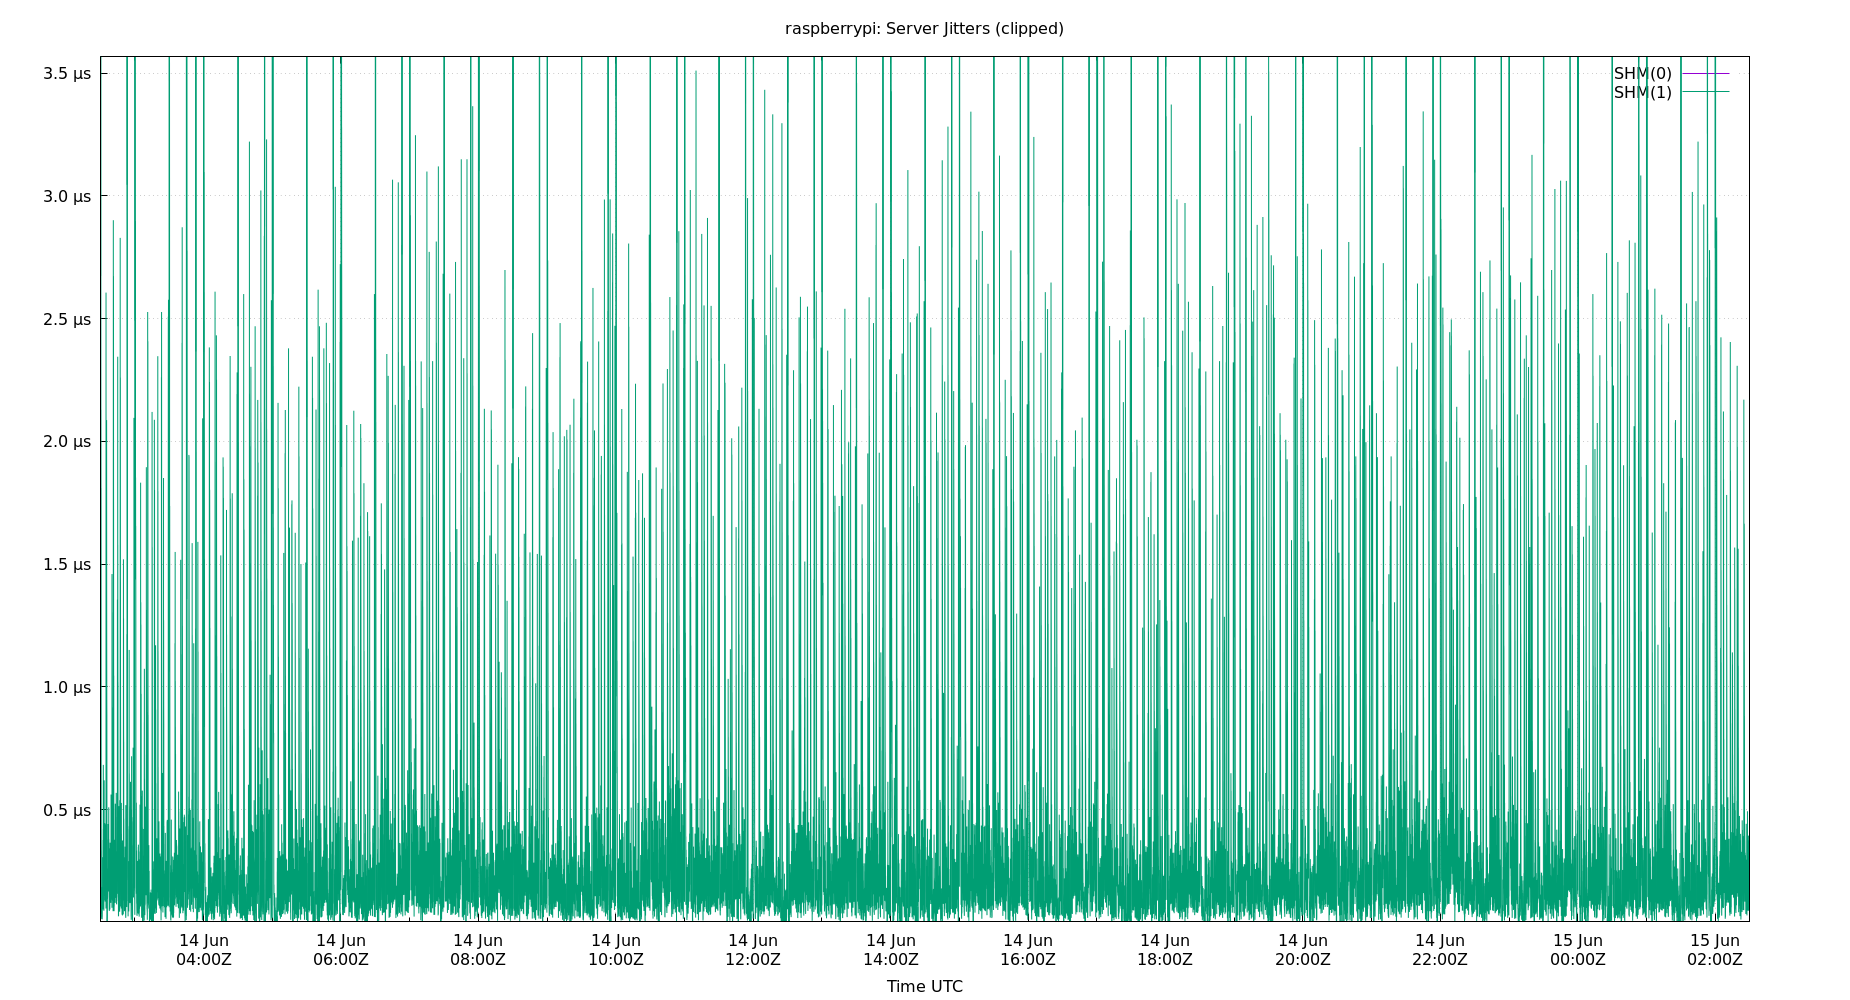 raspberrypi: Server Jitters (clipped)
3.5 µs
SHM(0)
SHM(1)
3.0 µs
2.5 µs
2.0 µs
1.5 µs
1.0 µs
0.5 µs
14 Jun 14 Jun 14 Jun 14 Jun 14 Jun 14 Jun 14 Jun 14 Jun 14 Jun 14 Jun 15 Jun 15 Jun
04:00Z 06:00Z 08:00Z 10:00Z 12:00Z 14:00Z 16:00Z 18:00Z 20:00Z 22:00Z 00:00Z 02:00Z
Time UTC